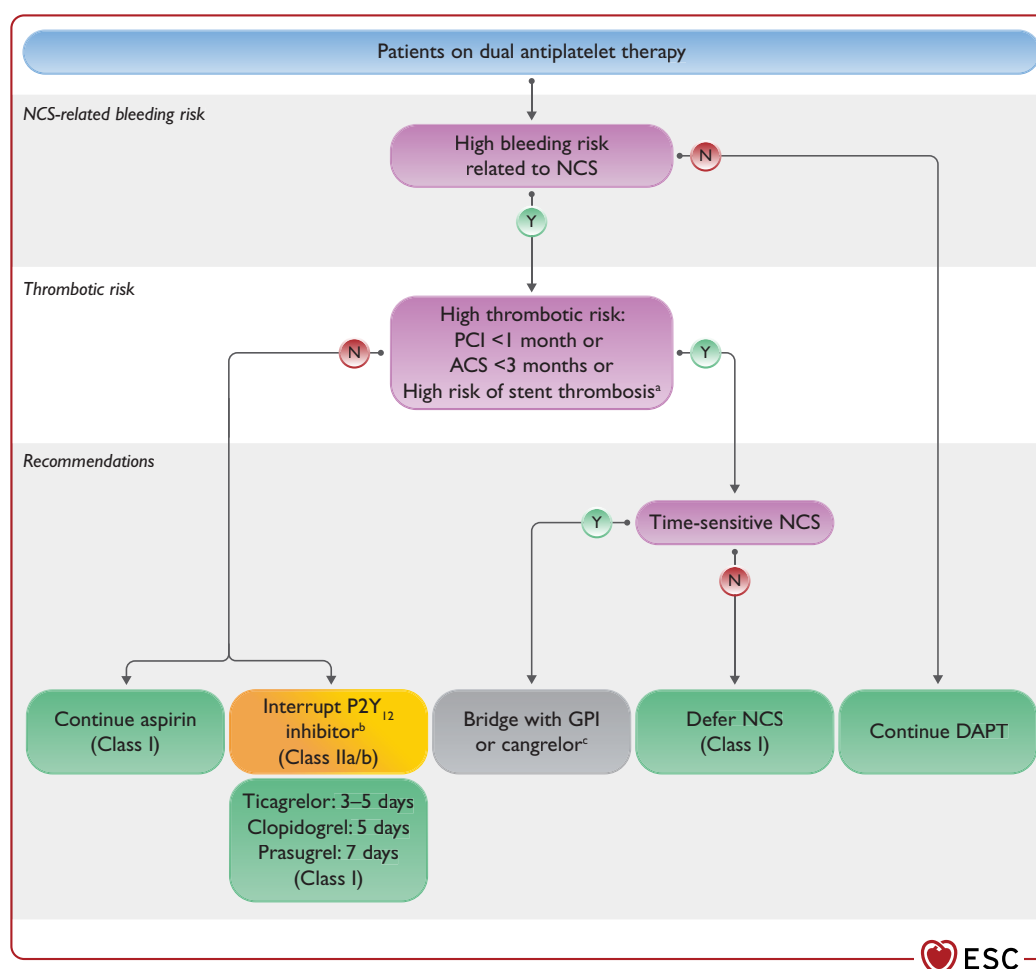 Patients on dual antiplatelet therapy
NCS-related bleeding risk
High bleeding risk
related to NCS
N
Y
Thrombotic risk
High thrombotic risk:
PCI <1 month or
ACS <3 months or
High risk of stent thrombosisᵃ
N
Y
Recommendations
Time-sensitive NCS
Y
N
Continue aspirin
(Class I)
Interrupt P2Y₁₂
inhibitorᵇ
(Class IIa/b)
Ticagrelor: 3–5 days
Clopidogrel: 5 days
Prasugrel: 7 days
(Class I)
Bridge with GPI
or cangrelorᶜ
Defer NCS
(Class I)
Continue DAPT
ESC